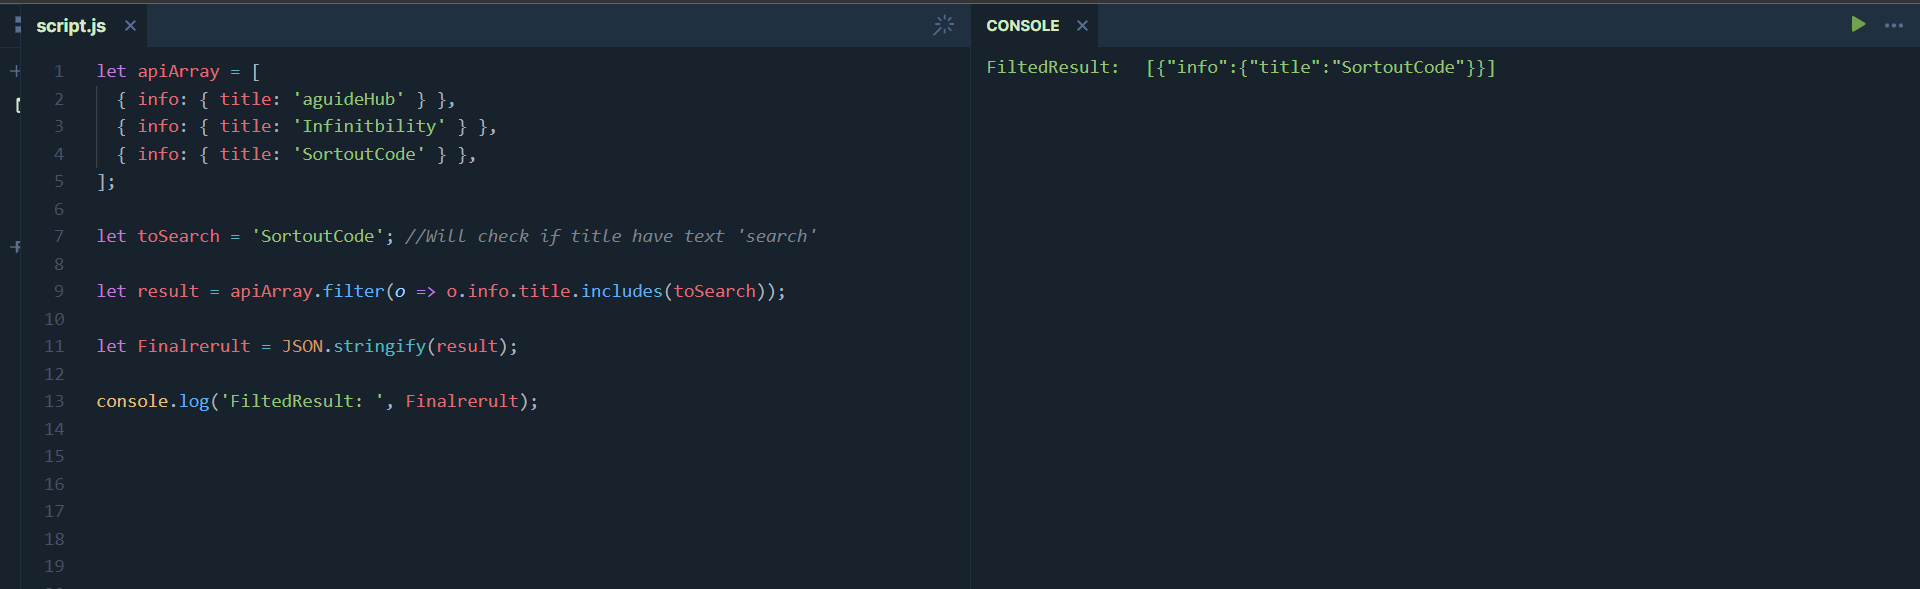 script.js
1 let apiArray = [
2 { info: { title: 'aguideHub' } },
3 { info: { title: 'Infinitbility' } },
4 { info: { title: 'SortoutCode' } },
5 ];
6
7 let toSearch = 'SortoutCode'; //Will check if title have text 'search'
8
9 let result = apiArray.filter(o => o.info.title.includes(toSearch));
10
11 let Finalrerult = JSON.stringify(result);
12
13 console.log('FiltedResult: ', Finalrerult);
14
15
16
17
18
19
CONSOLE
FiltedResult: [{"info":{"title":"SortoutCode"}}]